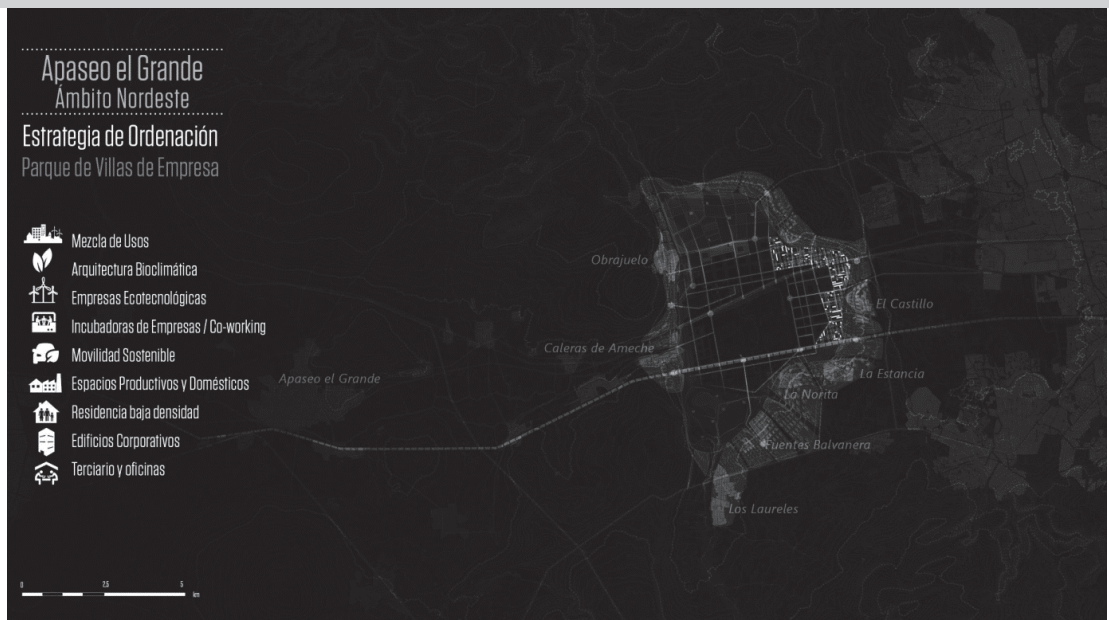 Apaseo el Grande
Ámbito Nordeste
Estrategia de Ordenación
Parque de Villas de Empresa
Mezcla de Usos
Arquitectura Bioclimática
Empresas Ecotecnológicas
Incubadoras de Empresas / Co-working
Movilidad Sostenible
Espacios Productivos y Domésticos
Residencia baja densidad
Edificios Corporativos
Terciario y oficinas
Obrajuelo
El Castillo
Caleras de Ameche
Apaseo el Grande
La Estancia
La Norita
Fuentes Balvanera
Los Laureles
0 2.5 5
km